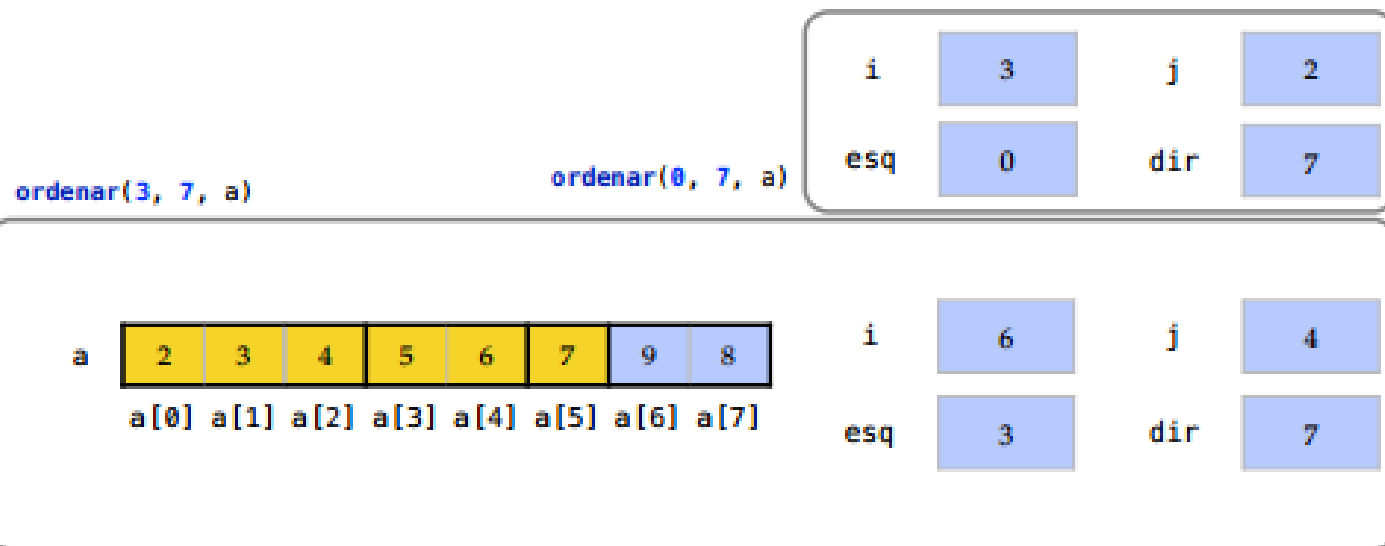 i 3 j 2
esq 0 dir 7
ordenar(3, 7, a) ordenar(0, 7, a)
i 6 j 4
a 2 3 4 5 6 7 9 8
a[0] a[1] a[2] a[3] a[4] a[5] a[6] a[7]
esq 3 dir 7